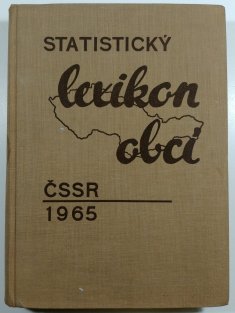 STATISTICKÝ
lexikon
obcí
ČSSR
1965